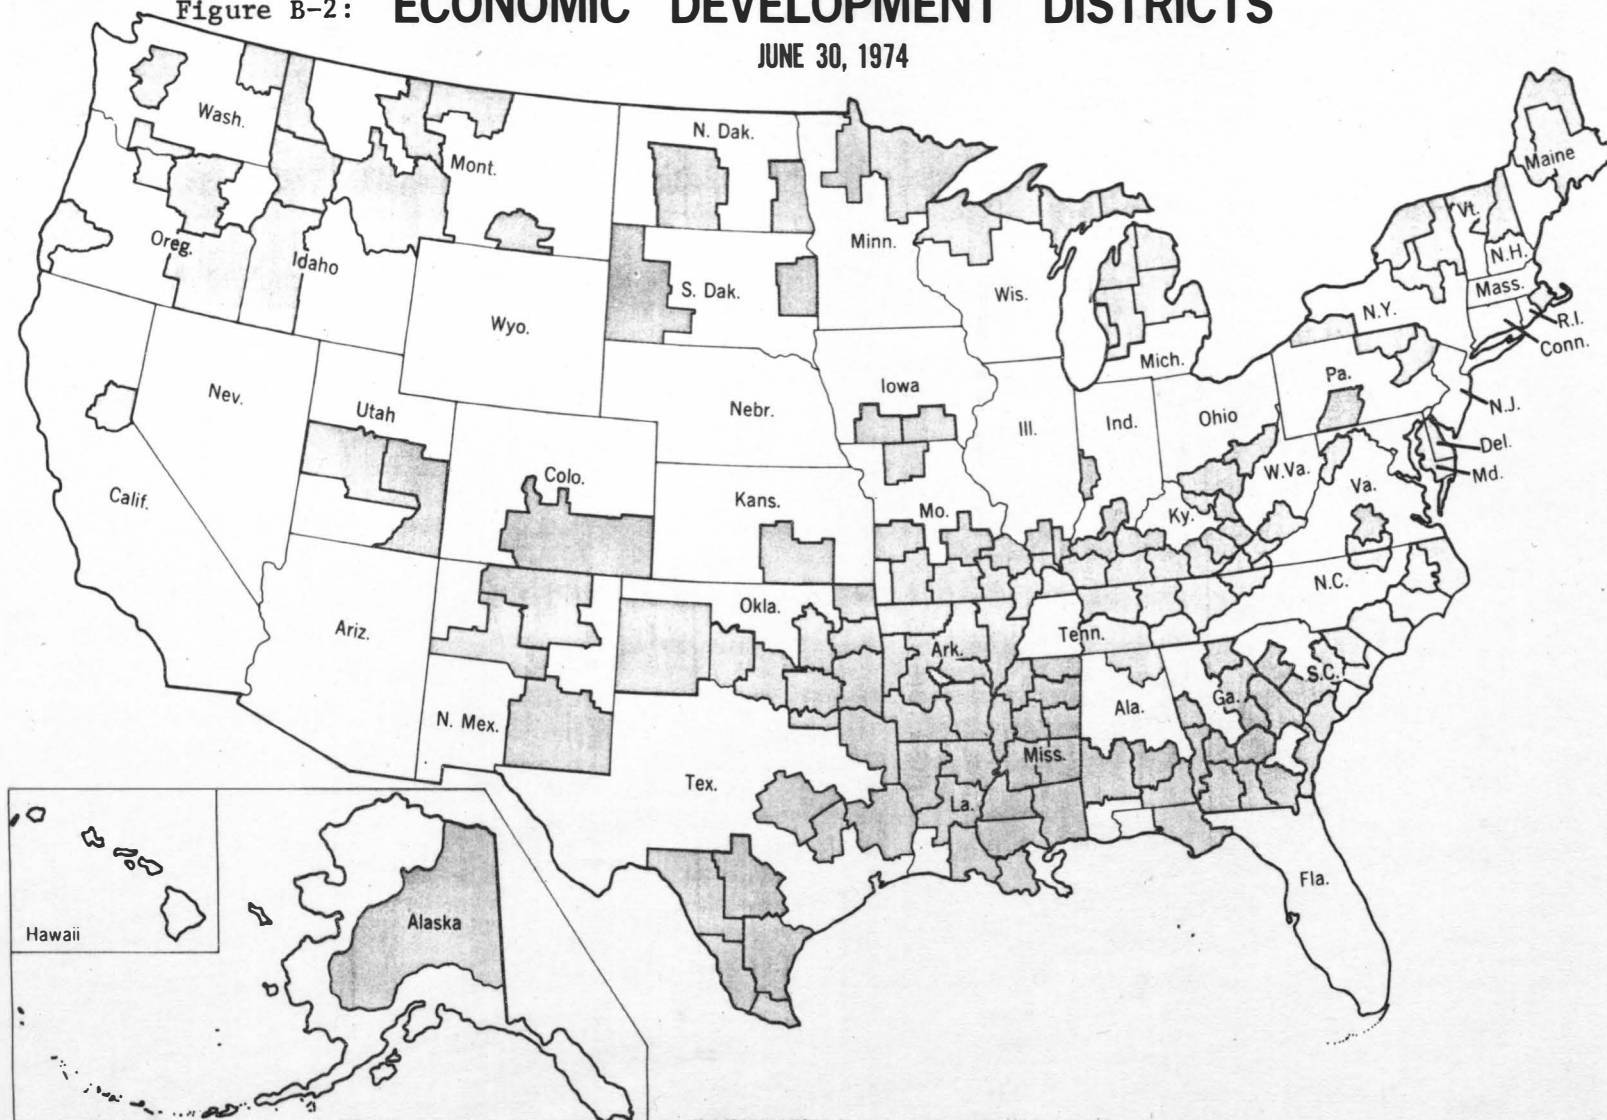 Figure B-2: ECONOMIC DEVELOPMENT DISTRICTS
JUNE 30, 1974
Wash.
Mont.
N. Dak.
Minn.
Maine
Vt.
N.H.
Oreg.
Idaho
Wyo.
S. Dak.
Wis.
Mich.
N.Y.
Mass.
R.I.
Conn.
Nev.
Utah
Nebr.
Iowa
Ill.
Ind.
Ohio
Pa.
N.J.
Del.
Md.
Calif.
Colo.
Kans.
Mo.
Ky.
W.Va.
Va.
Ariz.
N. Mex.
Okla.
Ark.
Tenn.
N.C.
S.C.
Tex.
La.
Miss.
Ala.
Ga.
Fla.
Hawaii
Alaska